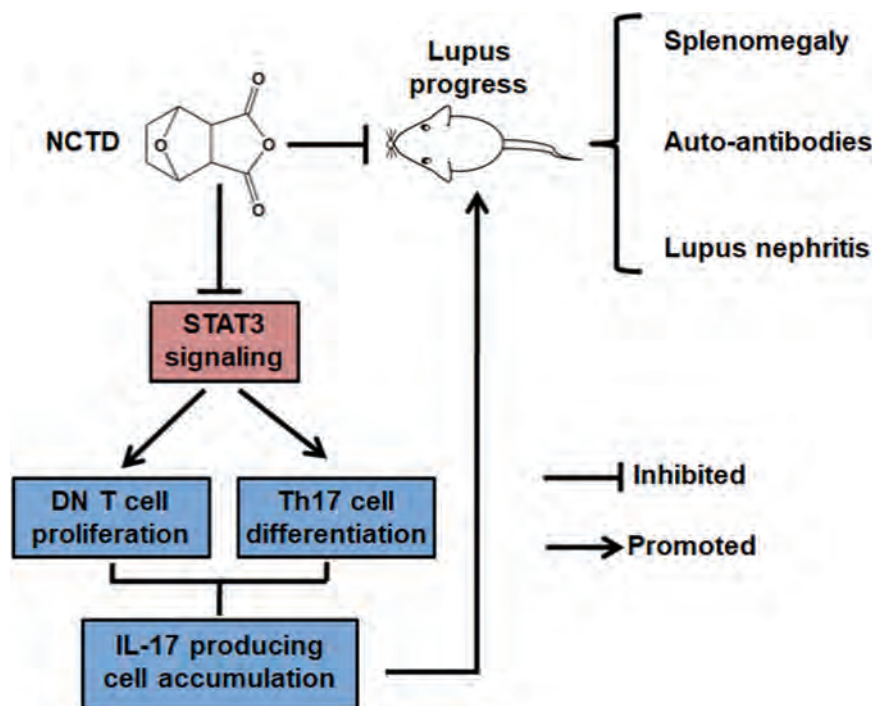 Lupus
progress
Splenomegaly
NCTD
O
O
O
O
Auto-antibodies
Lupus nephritis
STAT3
signaling
DN T cell
proliferation
Th17 cell
differentiation
Inhibited
Promoted
IL-17 producing
cell accumulation